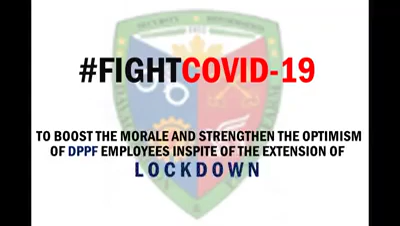 #FIGHTCOVID-19
TO BOOST THE MORALE AND STRENGTHEN THE OPTIMISM
OF DPPF EMPLOYEES INSPITE OF THE EXTENSION OF
LOCKDOWN